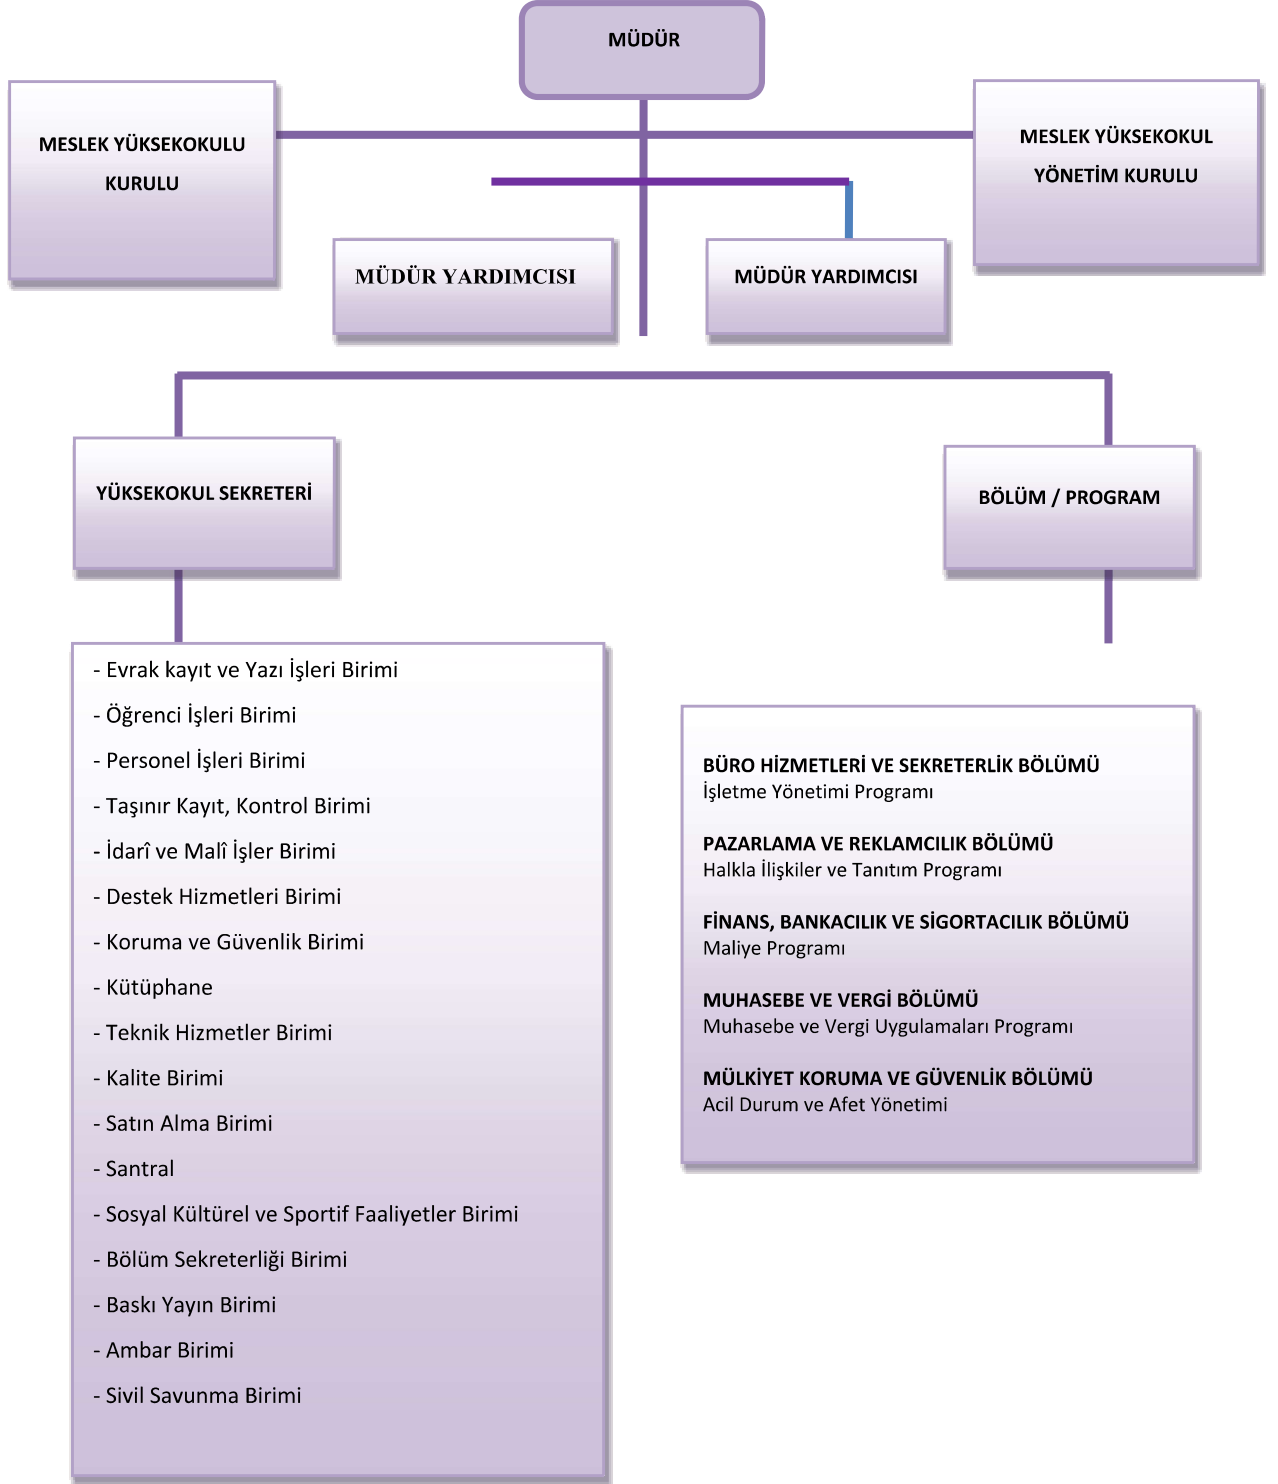 MÜDÜR
MESLEK YÜKSEKOKULU
KURULU
MESLEK YÜKSEKOKUL
YÖNETİM KURULU
MÜDÜR YARDIMCISI
MÜDÜR YARDIMCISI
YÜKSEKOKUL SEKRETERİ
BÖLÜM / PROGRAM
- Evrak kayıt ve Yazı İşleri Birimi
- Öğrenci İşleri Birimi
- Personel İşleri Birimi
- Taşınır Kayıt, Kontrol Birimi
- İdarî ve Malî İşler Birimi
- Destek Hizmetleri Birimi
- Koruma ve Güvenlik Birimi
- Kütüphane
- Teknik Hizmetler Birimi
- Kalite Birimi
- Satın Alma Birimi
- Santral
- Sosyal Kültürel ve Sportif Faaliyetler Birimi
- Bölüm Sekreterliği Birimi
- Baskı Yayın Birimi
- Ambar Birimi
- Sivil Savunma Birimi
BÜRO HİZMETLERİ VE SEKRETERLİK BÖLÜMÜ
İşletme Yönetimi Programı
PAZARLAMA VE REKLAMCILIK BÖLÜMÜ
Halkla İlişkiler ve Tanıtım Programı
FİNANS, BANKACILIK VE SİGORTACILIK BÖLÜMÜ
Maliye Programı
MUHASEBE VE VERGİ BÖLÜMÜ
Muhasebe ve Vergi Uygulamaları Programı
MÜLKİYET KORUMA VE GÜVENLİK BÖLÜMÜ
Acil Durum ve Afet Yönetimi